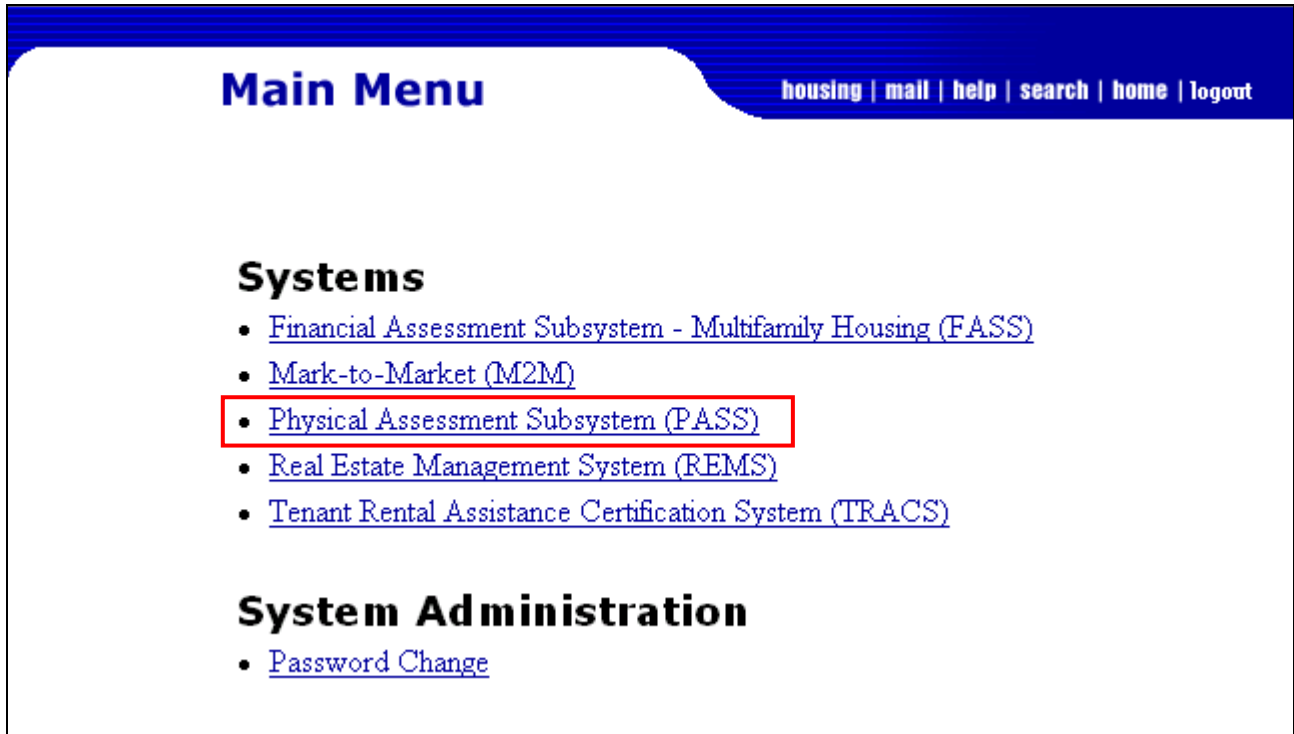 Main Menu
housing | mail | help | search | home | logout
Systems
• Financial Assessment Subsystem - Multifamily Housing (FASS)
• Mark-to-Market (M2M)
• Physical Assessment Subsystem (PASS)
• Real Estate Management System (REMS)
• Tenant Rental Assistance Certification System (TRACS)
System Administration
• Password Change